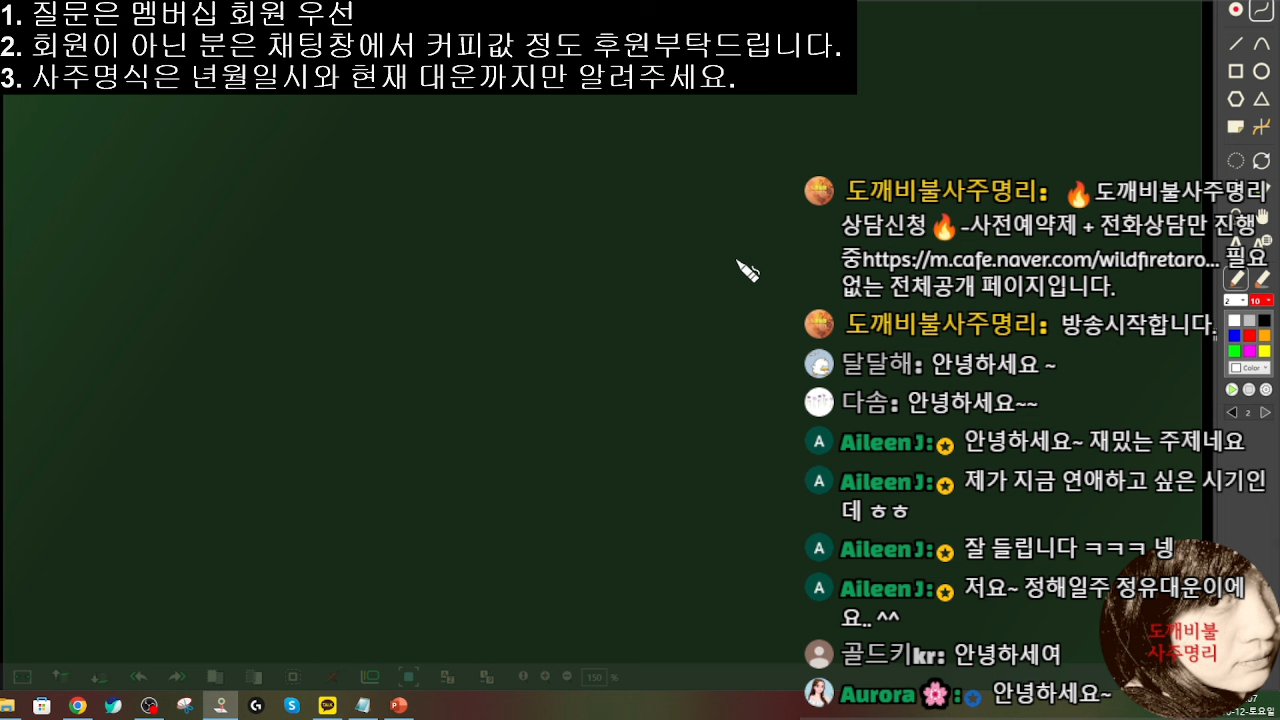 1. 질문은 멤버십 회원 우선
2. 회원이 아닌 분은 채팅창에서 커피값 정도 후원부탁드립니다.
3. 사주명식은 년월일시와 현재 대운까지만 알려주세요.
도깨비불사주명리: 🔥도깨비불사주명리
상담신청🔥-사전예약제 + 전화상담만 진행
중https://m.cafe.naver.com/wildfiretaro... 필요
없는 전체공개 페이지입니다.
도깨비불사주명리: 방송시작합니다.
달달해: 안녕하세요 ~
다솜: 안녕하세요~~
A Aileen J: 안녕하세요~ 재밌는 주제네요
A Aileen J: 제가 지금 연애하고 싶은 시기인
데 ㅎㅎ
A Aileen J: 잘 들립니다 ㅋㅋㅋ 넹
A Aileen J: 저요~ 정해일주 정유대운이에
요.. ^^
골드키kr: 안녕하세여
Aurora 🌸: 안녕하세요~
도깨비불
사주명리
2 10
Color
2
150 %